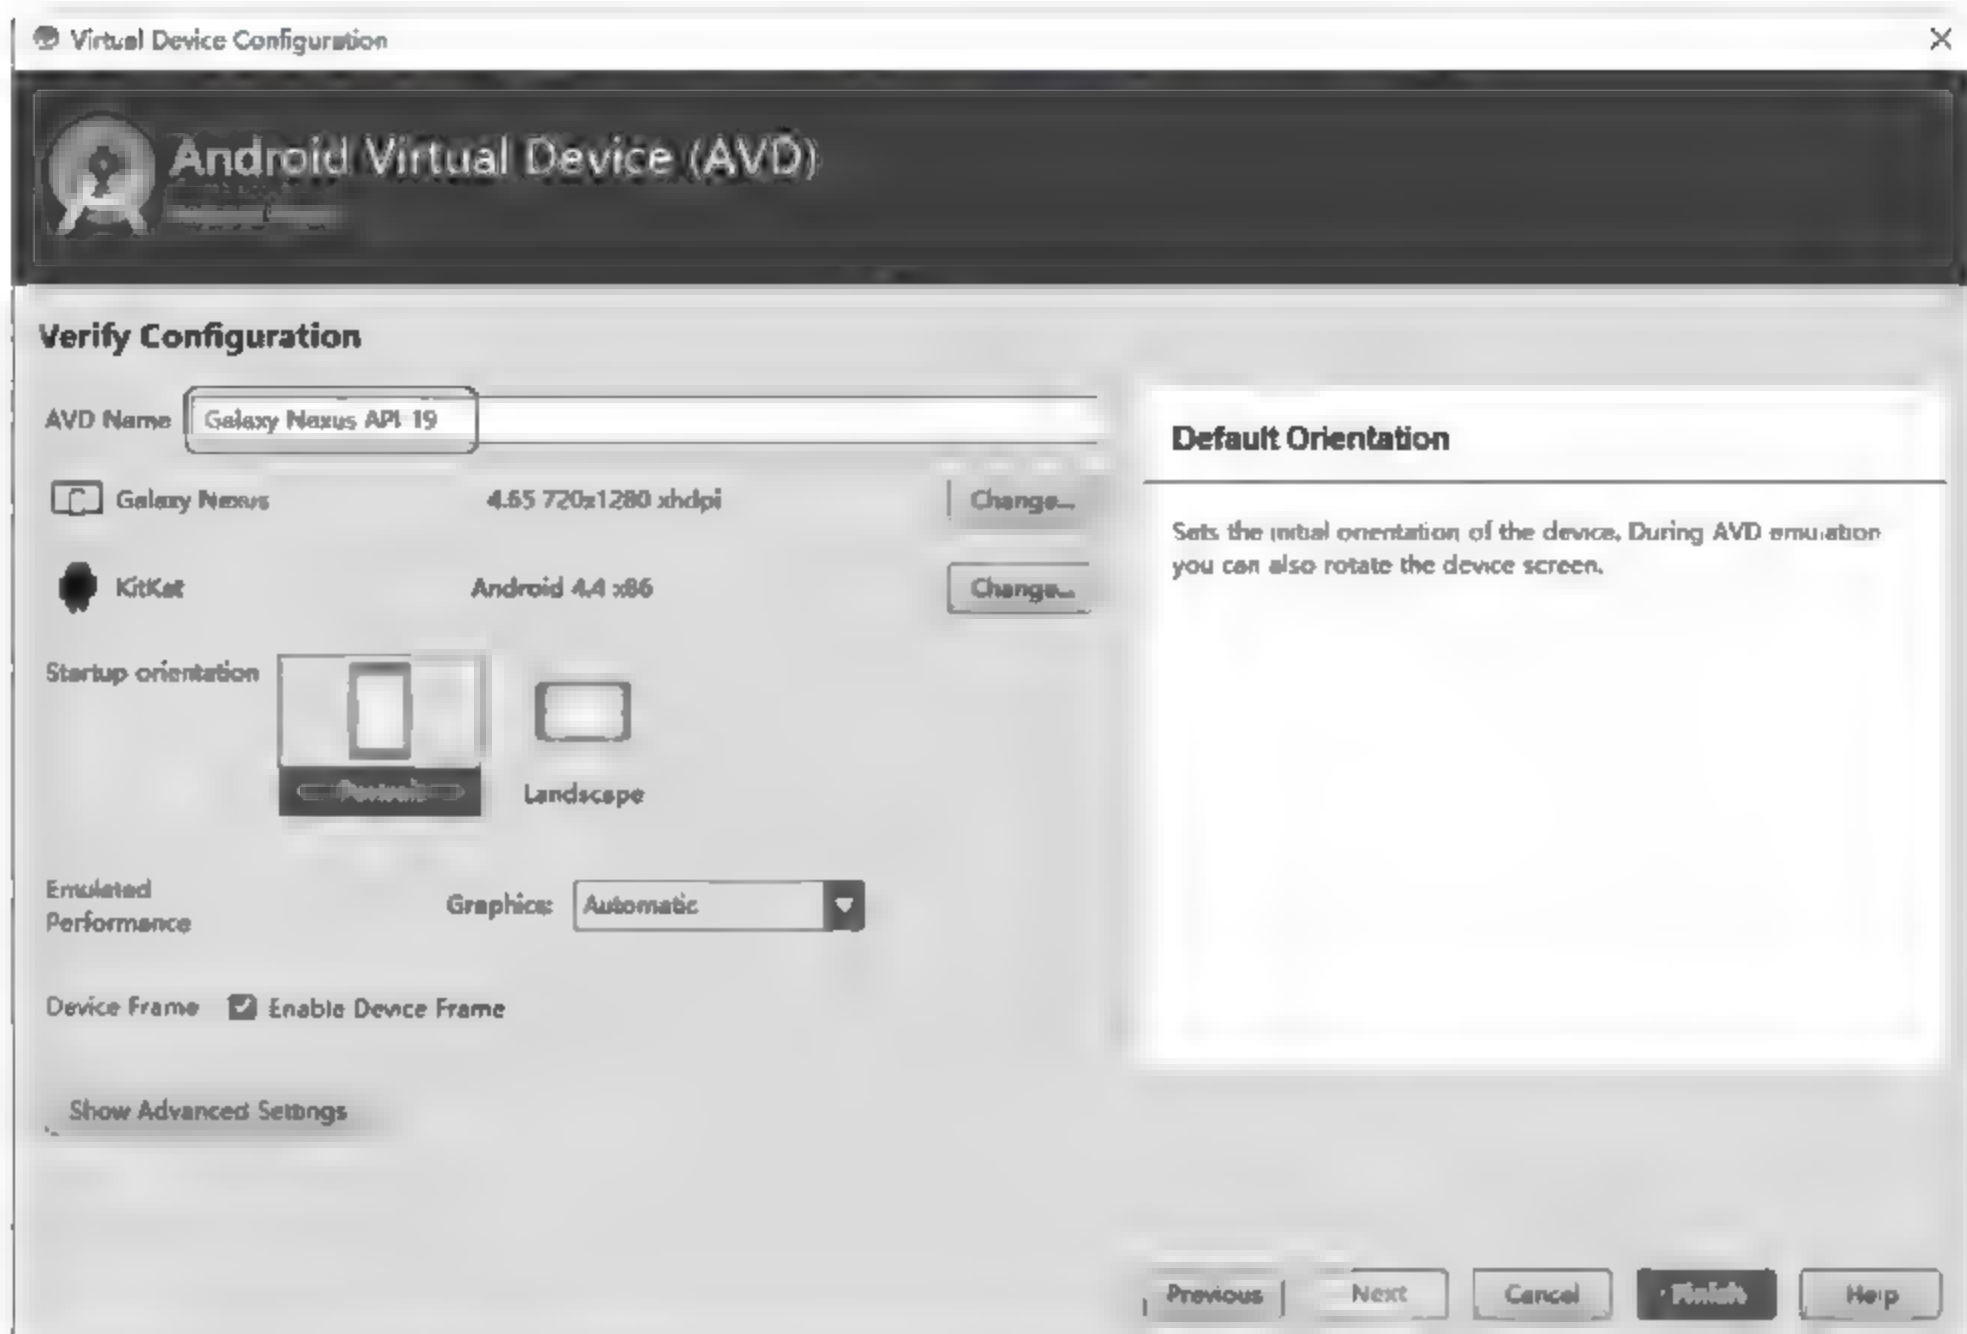 Virtual Device Configuration
Android Virtual Device (AVD)
Verify Configuration
AVD Name Galaxy Nexus API 19
Default Orientation
Galaxy Nexus 4.65 720x1280 xhdpi Change...
Sets the initial orientation of the device. During AVD emulation
you can also rotate the device screen.
KitKat Android 4.4 x86 Change...
Startup orientation
Portrait Landscape
Emulated
Performance
Graphics: Automatic
Device Frame Enable Device Frame
Show Advanced Settings
Previous Next Cancel Finish Help